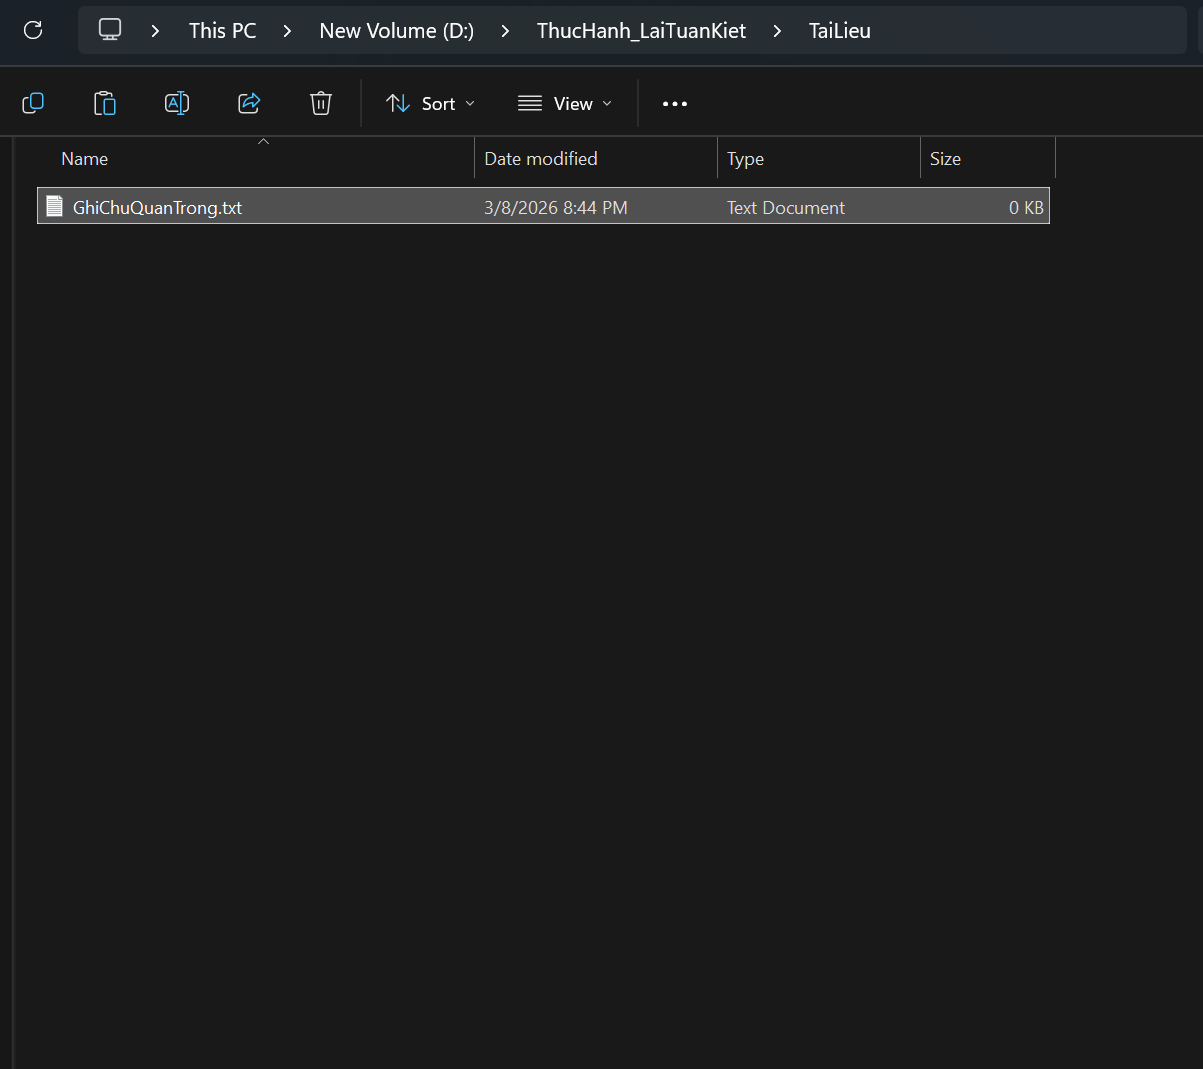 This PC > New Volume (D:) > ThucHanh_LaiTuanKiet > TaiLieu
Sort View
Name Date modified Type Size
GhiChuQuanTrong.txt 3/8/2026 8:44 PM Text Document 0 KB